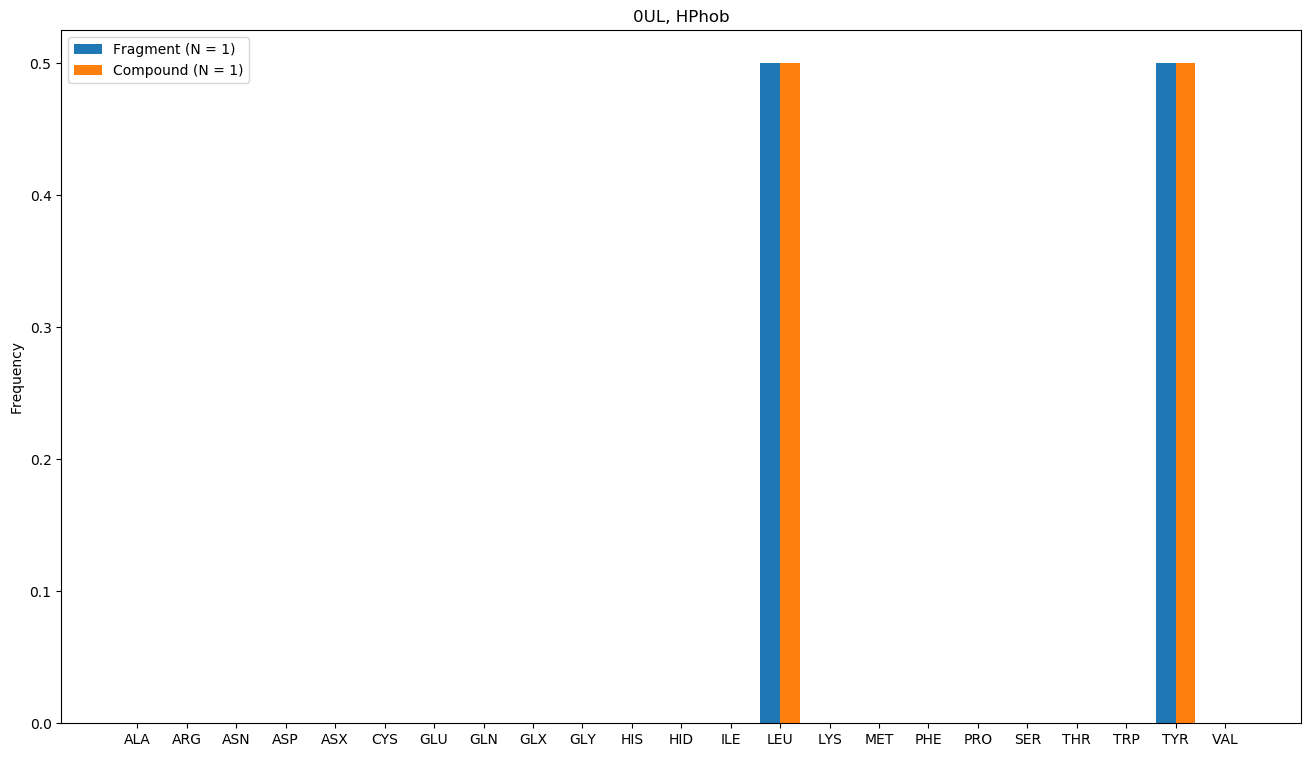 0UL, HPhob
Fragment (N = 1)
Compound (N = 1)
Frequency
0.5
0.4
0.3
0.2
0.1
0.0
ALA ARG ASN ASP ASX CYS GLU GLN GLX GLY HIS HID ILE LEU LYS MET PHE PRO SER THR TRP TYR VAL